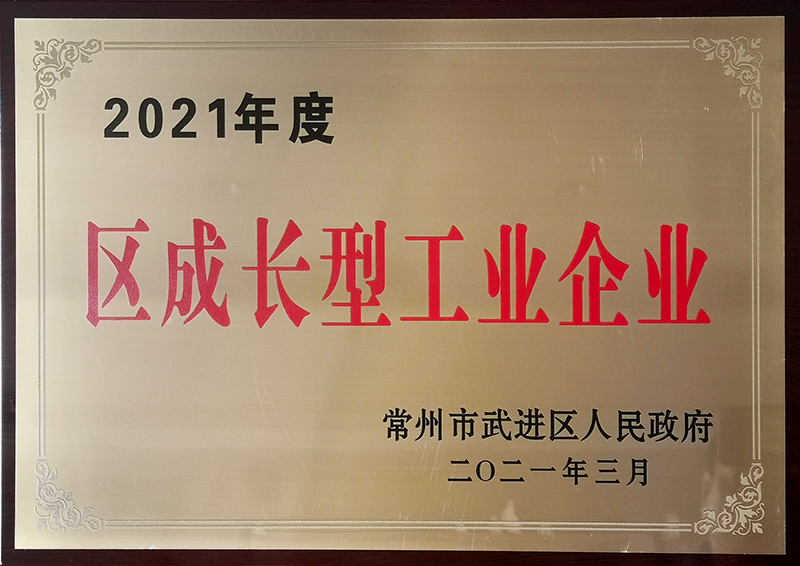 2021年度
区成长型工业企业
常州市武进区人民政府
二〇二一年三月